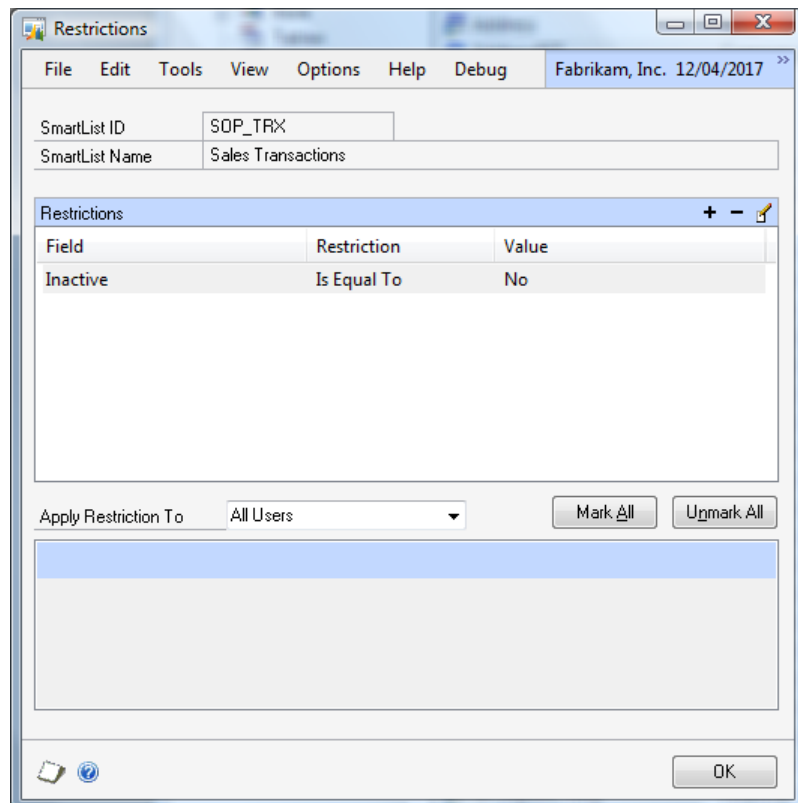 Restrictions
File Edit Tools View Options Help Debug Fabrikam, Inc. 12/04/2017 »
SmartList ID SOP_TRX
SmartList Name Sales Transactions
Restrictions + −
Field Restriction Value
Inactive Is Equal To No
Apply Restriction To All Users Mark All Unmark All
OK